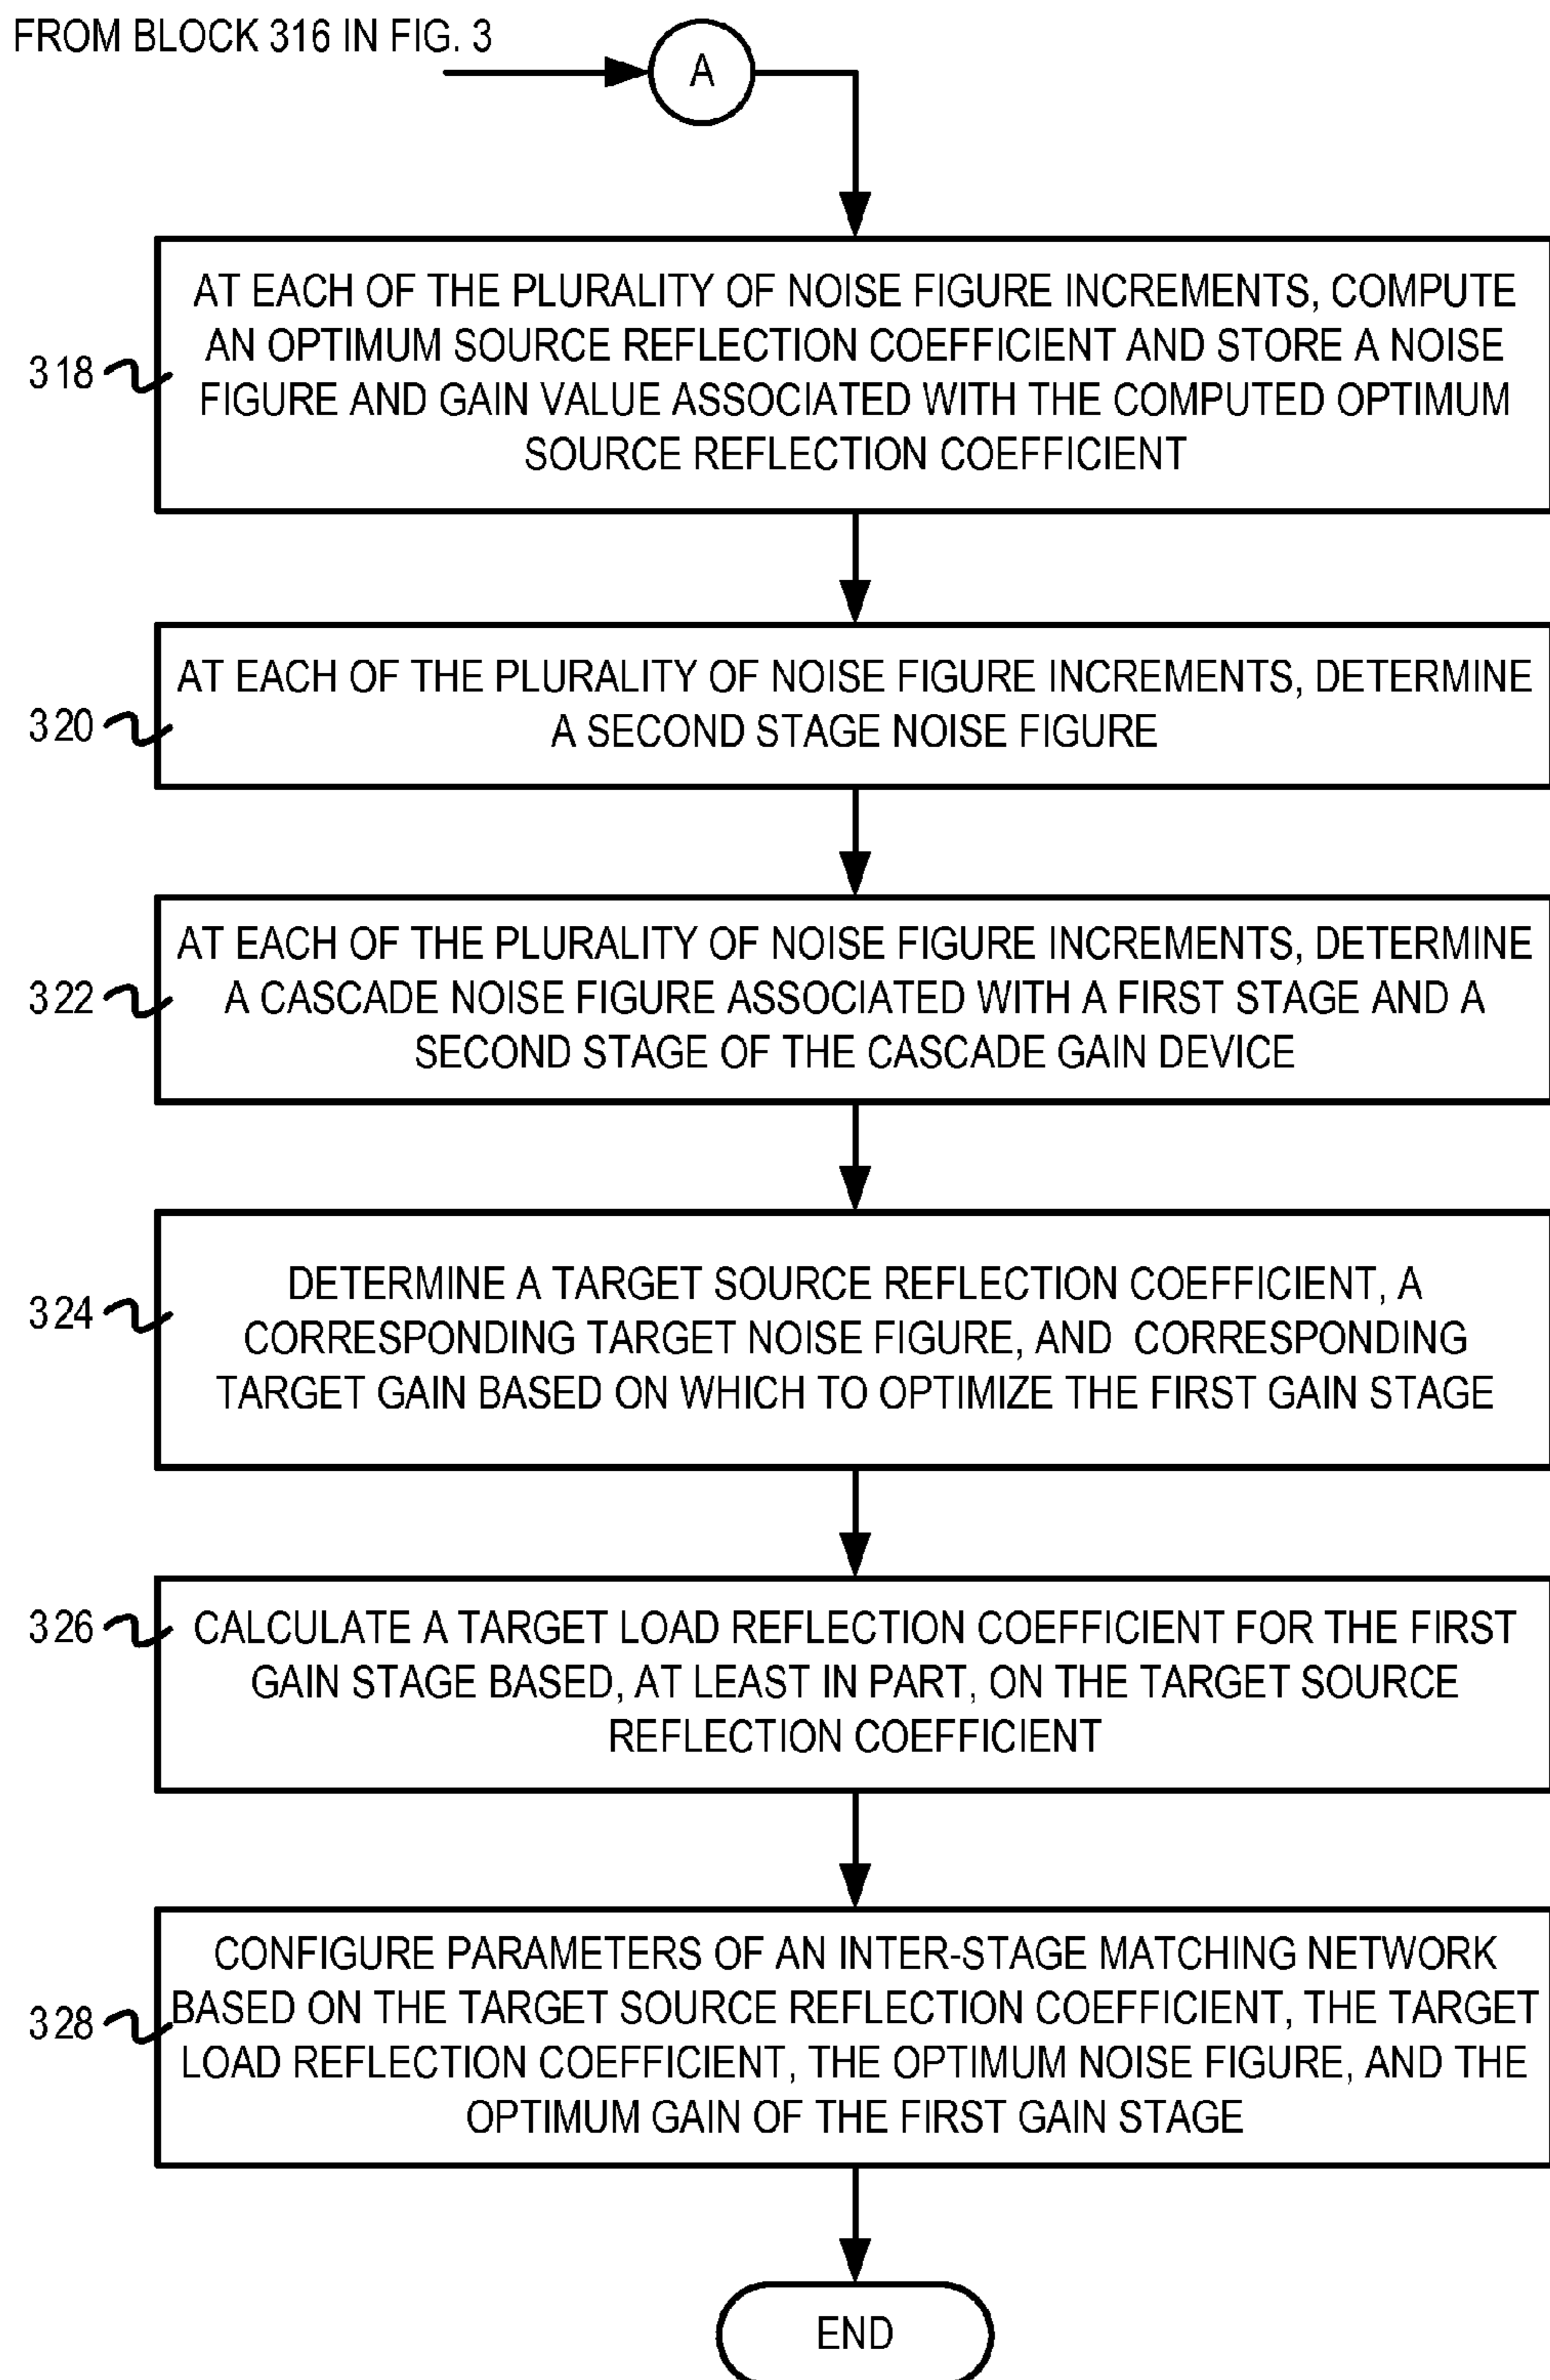 FROM BLOCK 316 IN FIG. 3
A
318
AT EACH OF THE PLURALITY OF NOISE FIGURE INCREMENTS, COMPUTE
AN OPTIMUM SOURCE REFLECTION COEFFICIENT AND STORE A NOISE
FIGURE AND GAIN VALUE ASSOCIATED WITH THE COMPUTED OPTIMUM
SOURCE REFLECTION COEFFICIENT
320
AT EACH OF THE PLURALITY OF NOISE FIGURE INCREMENTS, DETERMINE
A SECOND STAGE NOISE FIGURE
322
AT EACH OF THE PLURALITY OF NOISE FIGURE INCREMENTS, DETERMINE
A CASCADE NOISE FIGURE ASSOCIATED WITH A FIRST STAGE AND A
SECOND STAGE OF THE CASCADE GAIN DEVICE
324
DETERMINE A TARGET SOURCE REFLECTION COEFFICIENT, A
CORRESPONDING TARGET NOISE FIGURE, AND CORRESPONDING
TARGET GAIN BASED ON WHICH TO OPTIMIZE THE FIRST GAIN STAGE
326
CALCULATE A TARGET LOAD REFLECTION COEFFICIENT FOR THE FIRST
GAIN STAGE BASED, AT LEAST IN PART, ON THE TARGET SOURCE
REFLECTION COEFFICIENT
328
CONFIGURE PARAMETERS OF AN INTER-STAGE MATCHING NETWORK
BASED ON THE TARGET SOURCE REFLECTION COEFFICIENT, THE TARGET
LOAD REFLECTION COEFFICIENT, THE OPTIMUM NOISE FIGURE, AND THE
OPTIMUM GAIN OF THE FIRST GAIN STAGE
END